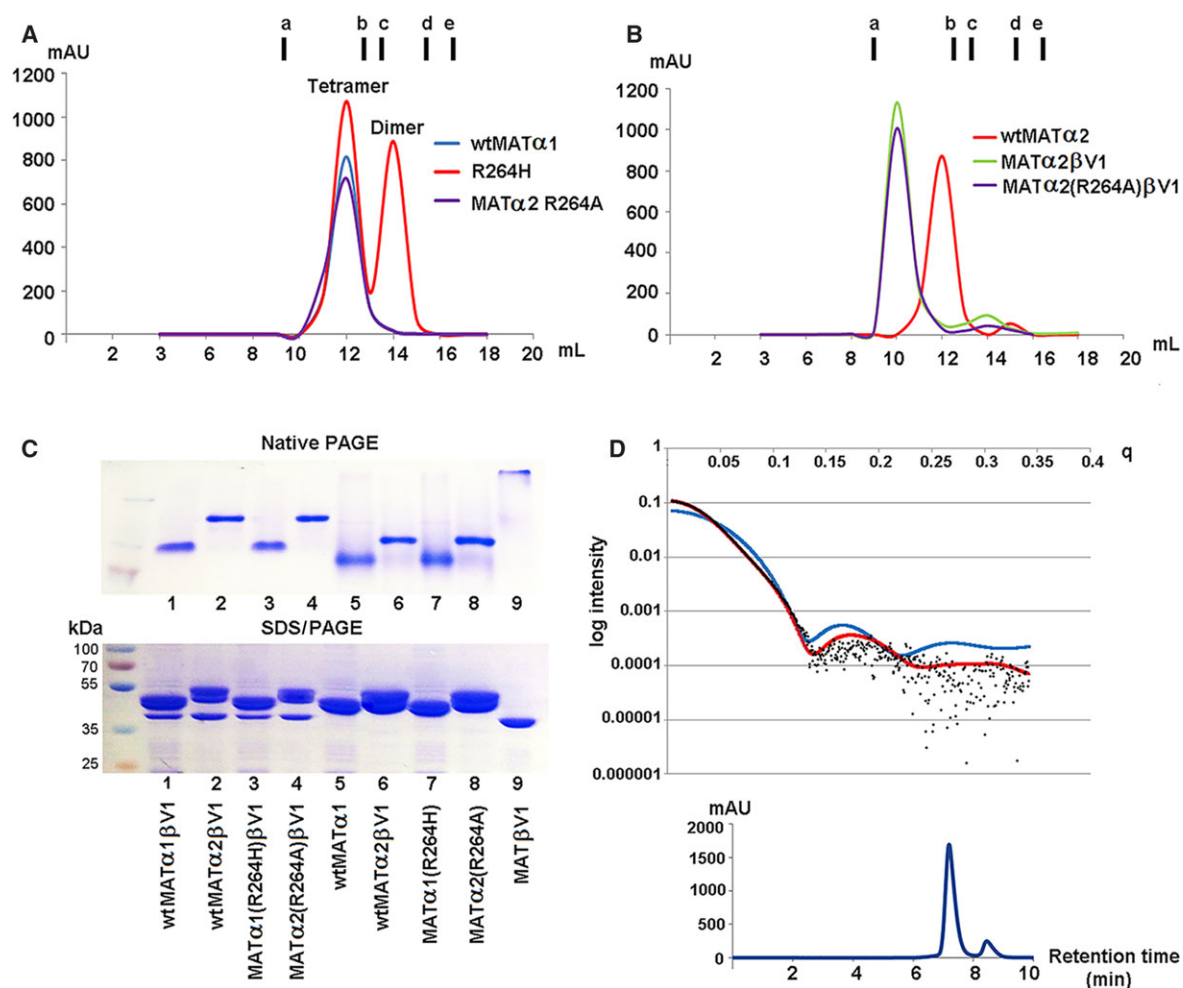 A
a b c d e
mAU
1200
1000
800
600
400
200
0
2 3 6 8 10 12 14 16 18 20
mL
Tetramer
Dimer
wtMATα1
R264H
MATα2 R264A
B
a b c d e
mAU
1200
1000
800
600
400
200
0
2 3 6 8 10 12 14 16 18 20
mL
wtMATα2
MATα2βV1
MATα2(R264A)βV1
C
Native PAGE
1 2 3 4 5 6 7 8 9
kDa
SDS/PAGE
100
70
55
35
25
1 2 3 4 5 6 7 8 9
wtMATα1βV1
wtMATα2βV1
MATα1(R264H)βV1
MATα2(R264A)βV1
wtMATα1
wtMATα2βV1
MATα1(R264H)
MATα2(R264A)
MATβV1
D
1
0.1
0.01
0.001
0.0001
0.00001
0.000001
log intensity
0.05 0.1 0.15 0.2 0.25 0.3 0.35 0.4
q
mAU
2000
1500
1000
500
0
2 4 6 8 10
Retention time
(min)